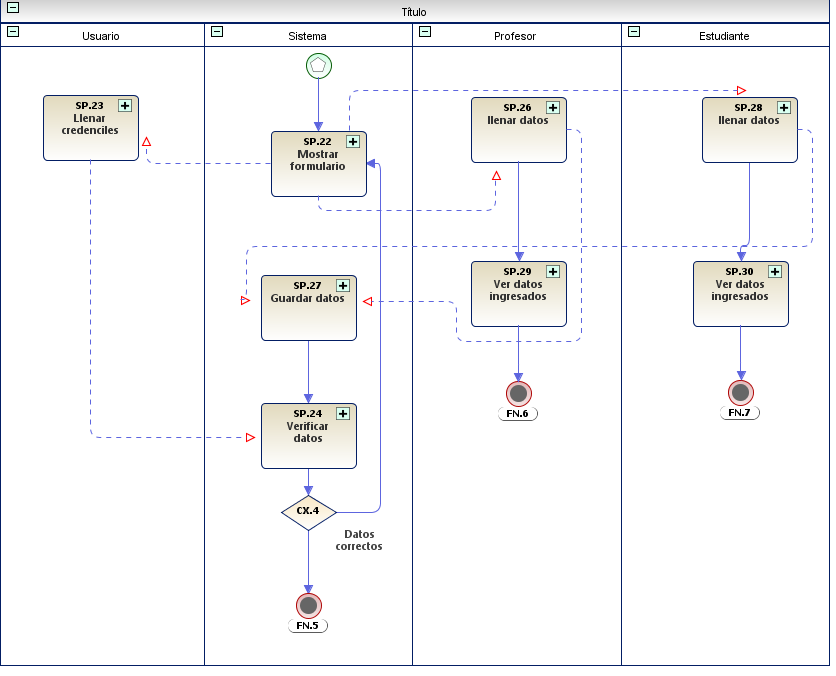 Título
Usuario
Sistema
Profesor
Estudiante
SP.23
Llenar
credenciles
SP.22
Mostrar
formulario
SP.26
llenar datos
SP.28
llenar datos
SP.27
Guardar datos
SP.29
Ver datos
ingresados
SP.30
Ver datos
ingresados
SP.24
Verificar
datos
FN.6
FN.7
CX.4
Datos
correctos
FN.5